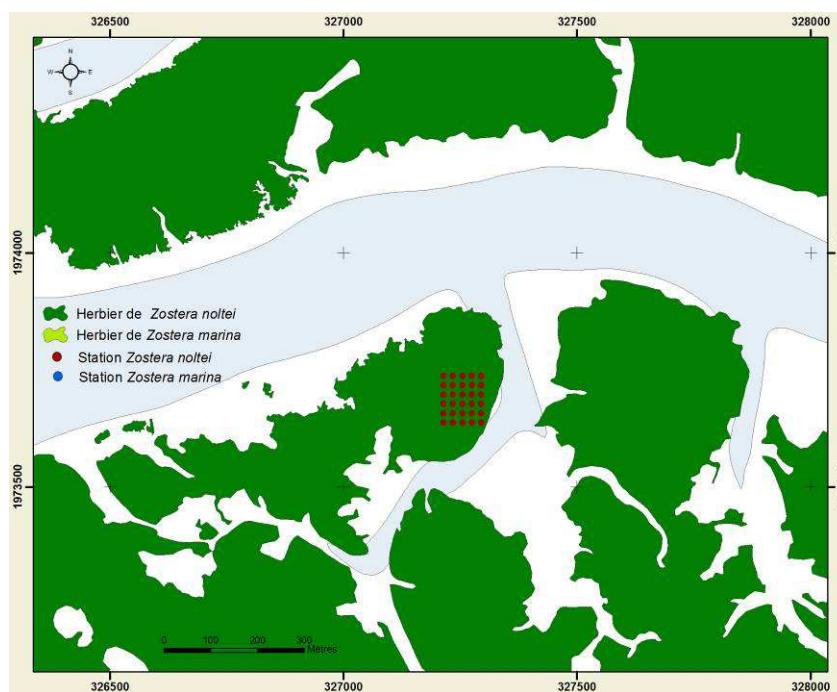 326500 327000 327500 328000
N
W E
S
1974000
Herbier de Zostera noltei
Herbier de Zostera marina
Station Zostera noltei
Station Zostera marina
1973500
0 100 200 300
Mètres
326500 327000 327500 328000